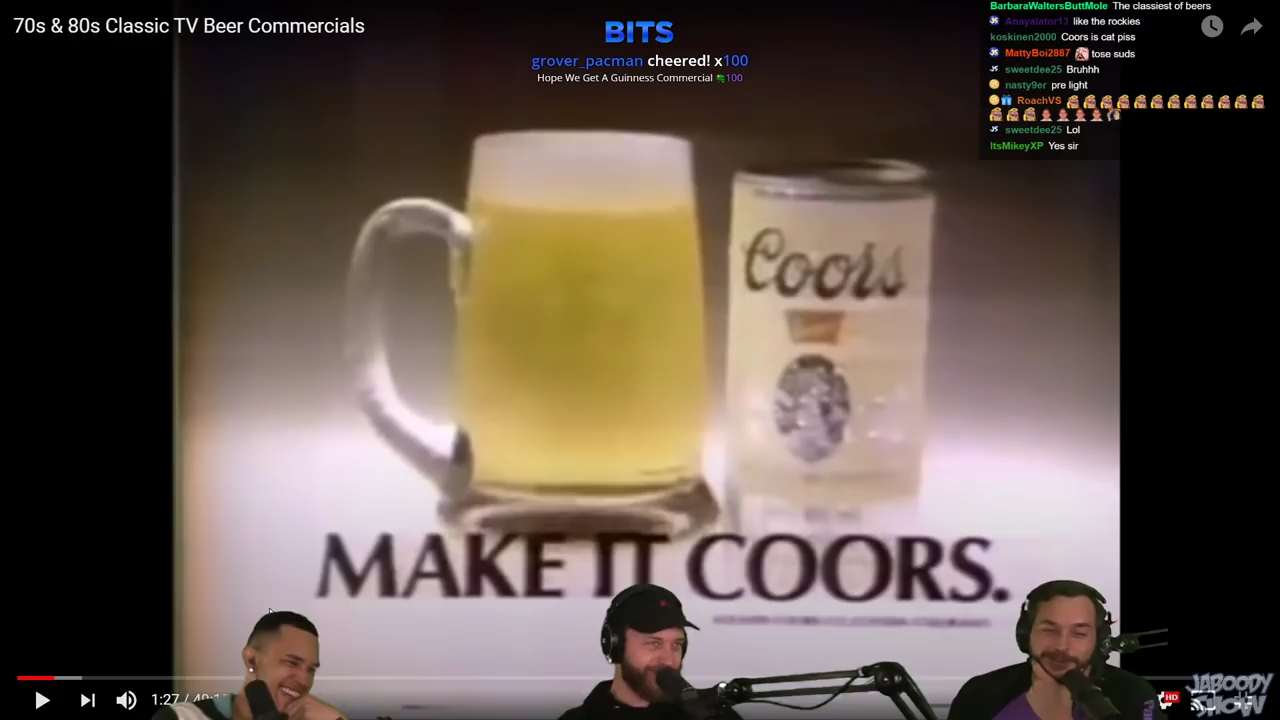 70s & 80s Classic TV Beer Commercials
BITS
grover_pacman cheered! x100
Hope We Get A Guinness Commercial 100
BarbaraWaltersButtMole The classiest of beers
Anayalator13 like the rockies
koskinen2000 Coors is cat piss
MattyBoi2887 tose suds
sweetdee25 Bruhhh
nasty9er pre light
RoachVS
sweetdee25 Lol
ItsMikeyXP Yes sir
Coors
MAKE IT COORS.
1:27 /
HD
JABOODY
SHOW